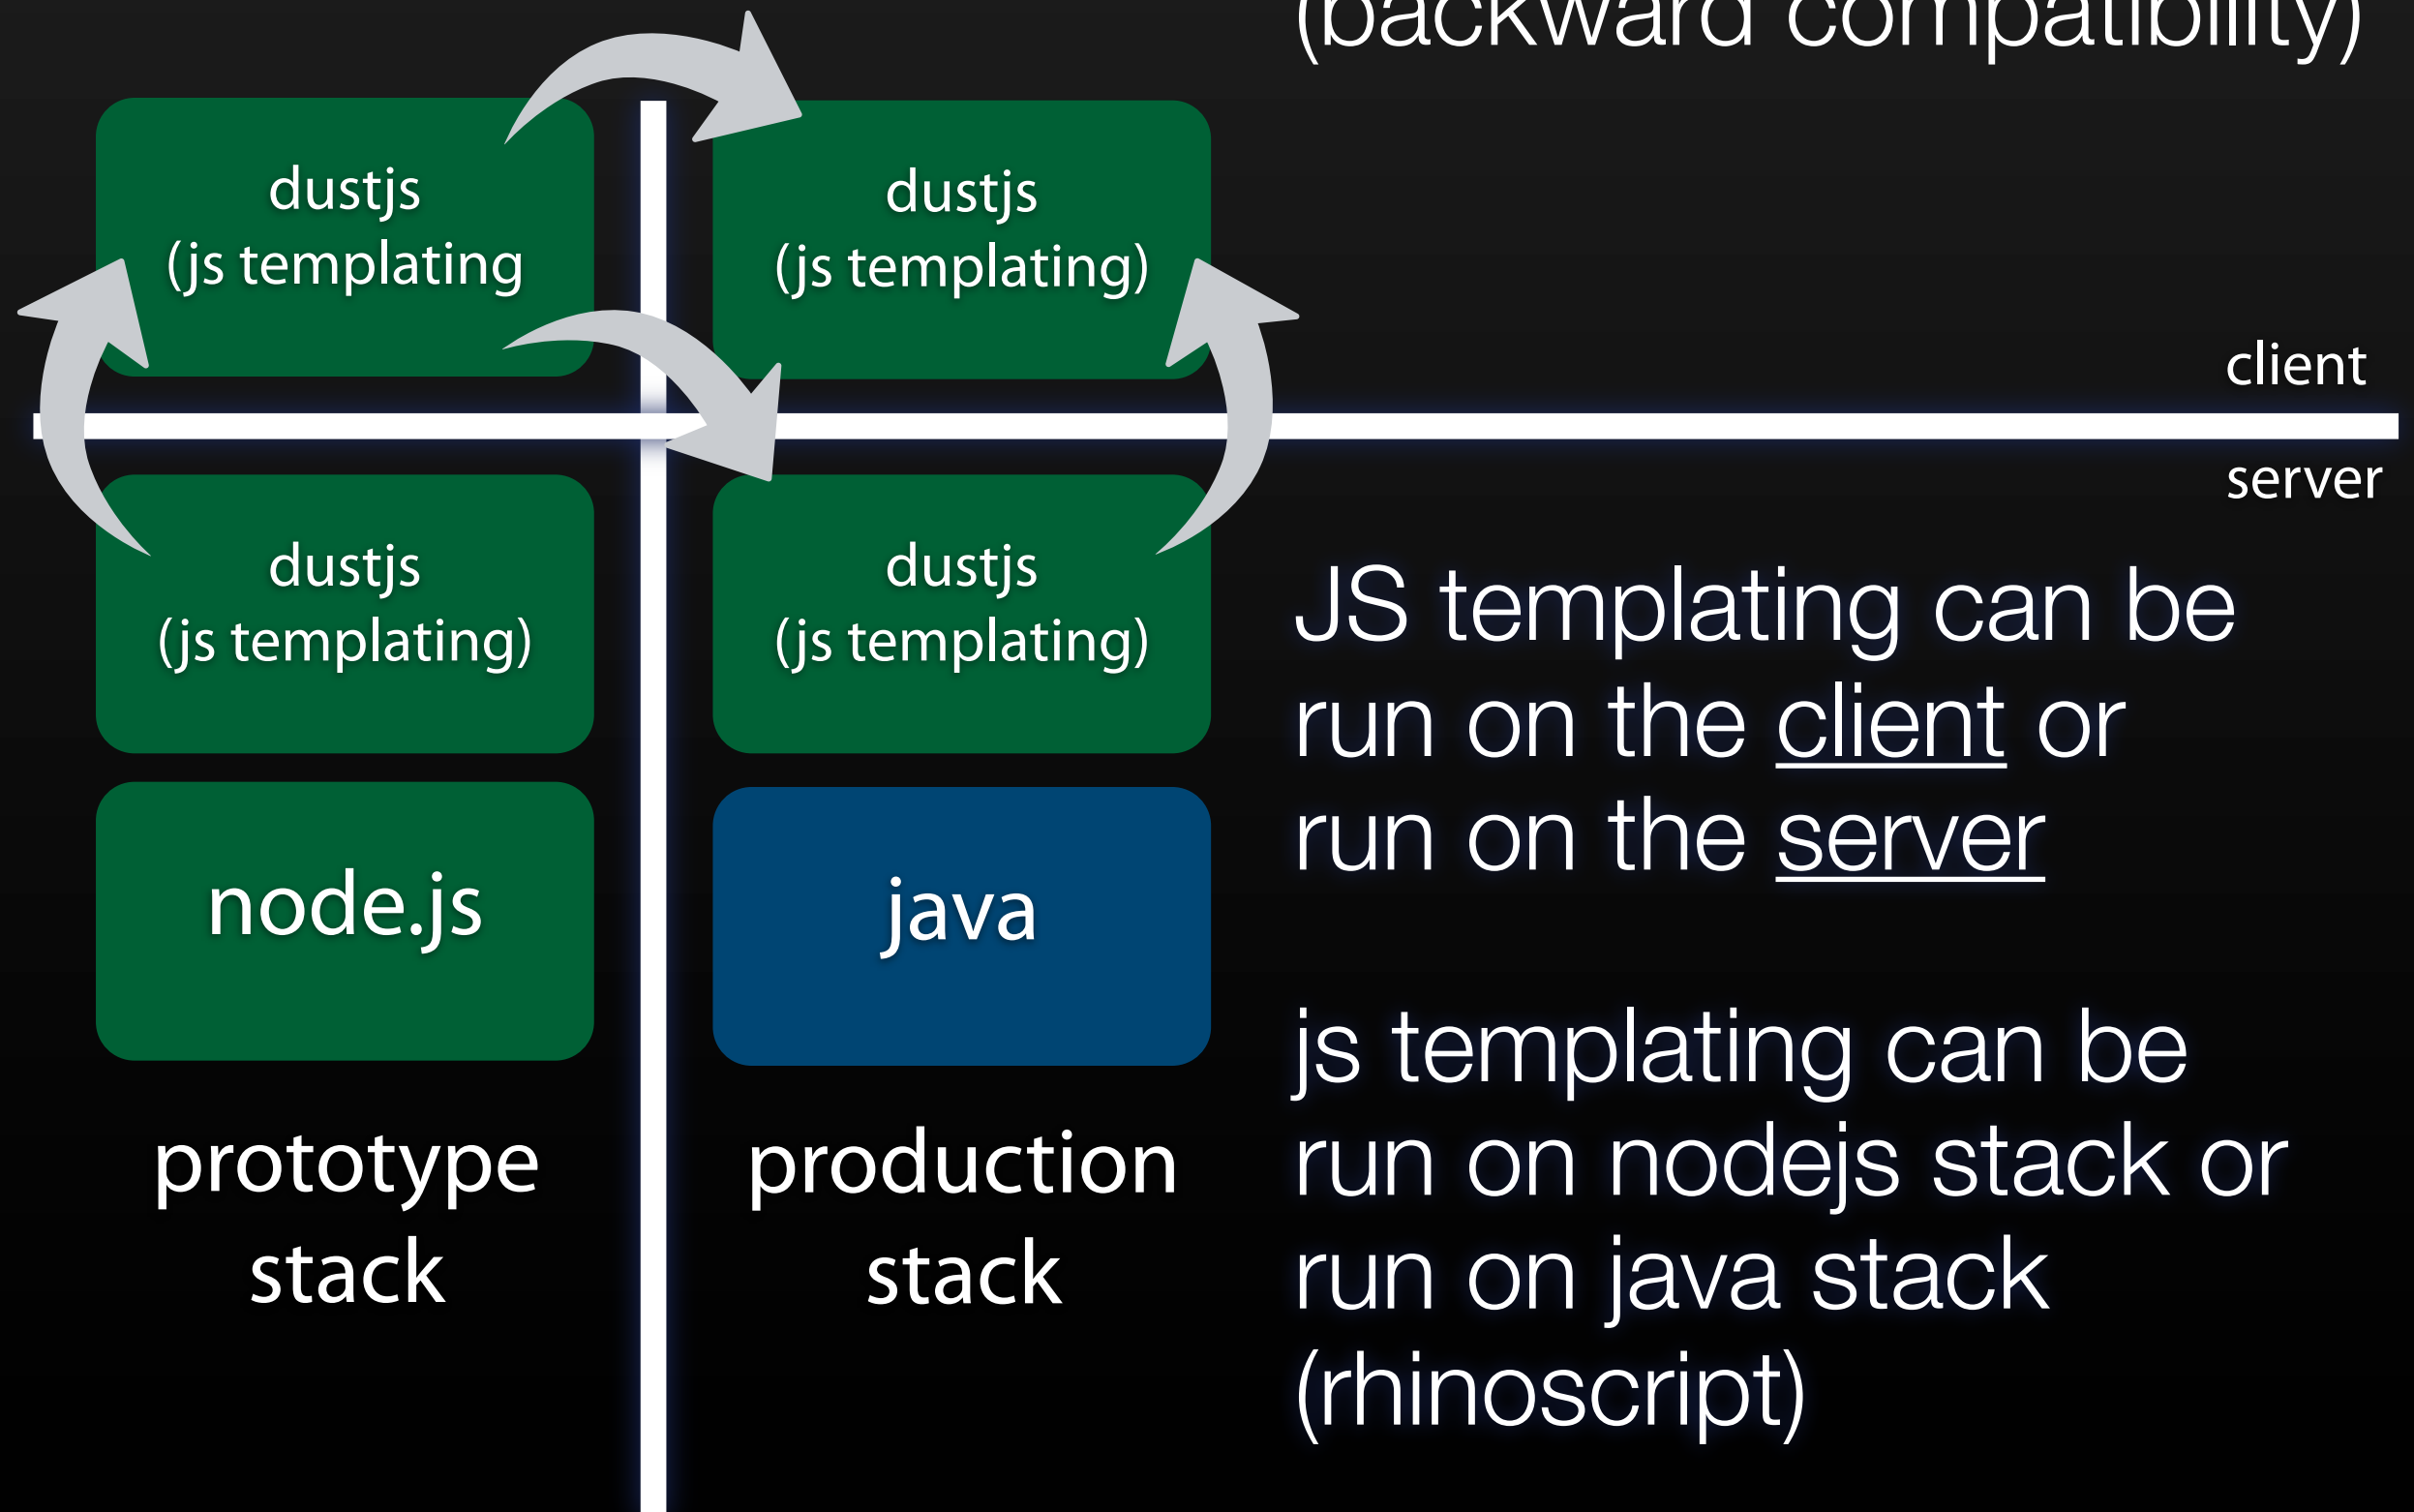 (backward compatibility)
dustjs
(js templating
dustjs
(js templating)
client
server
dustjs
(js templating)
dustjs
(js templating)
node.js
java
prototype
stack
production
stack
JS templating can be
run on the client or
run on the server
js templating can be
run on nodejs stack or
run on java stack
(rhinoscript)